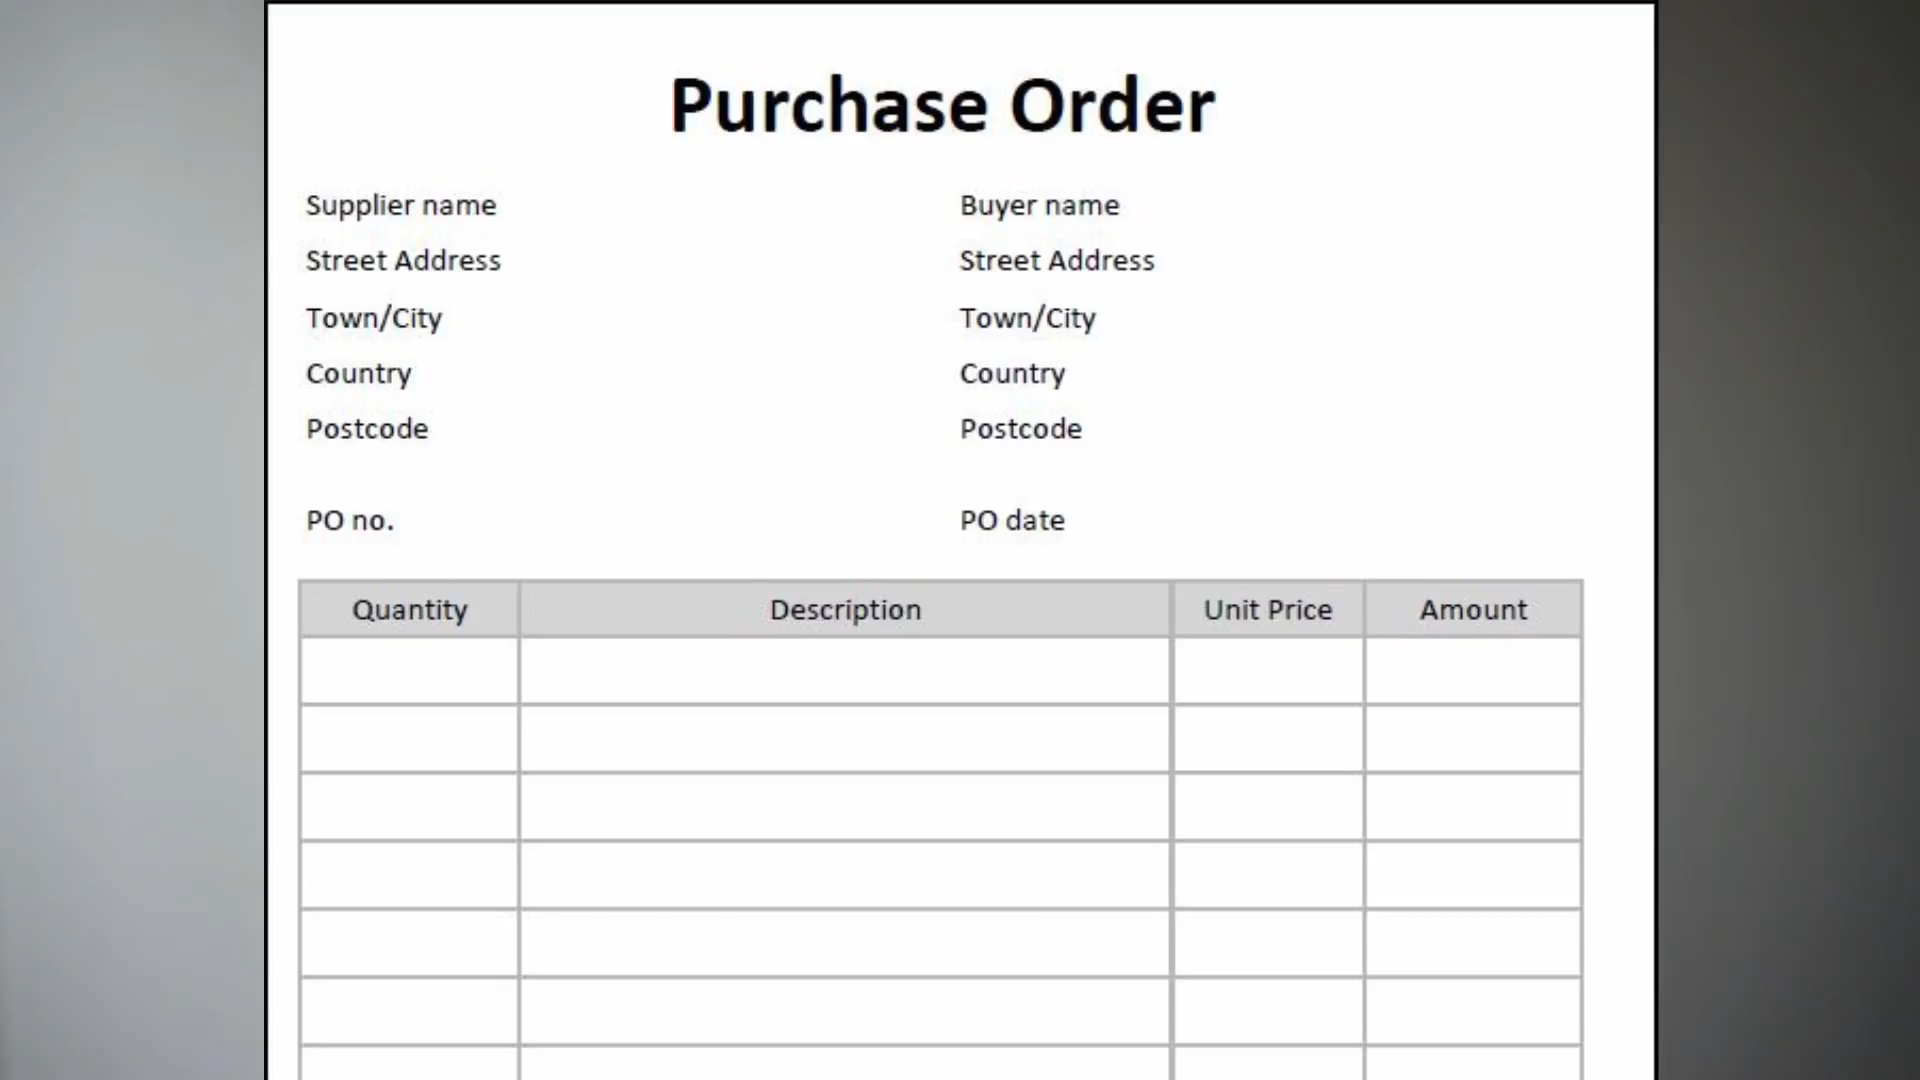 Purchase Order
Supplier name
Street Address
Town/City
Country
Postcode
Buyer name
Street Address
Town/City
Country
Postcode
PO no.
PO date
Quantity Description Unit Price Amount